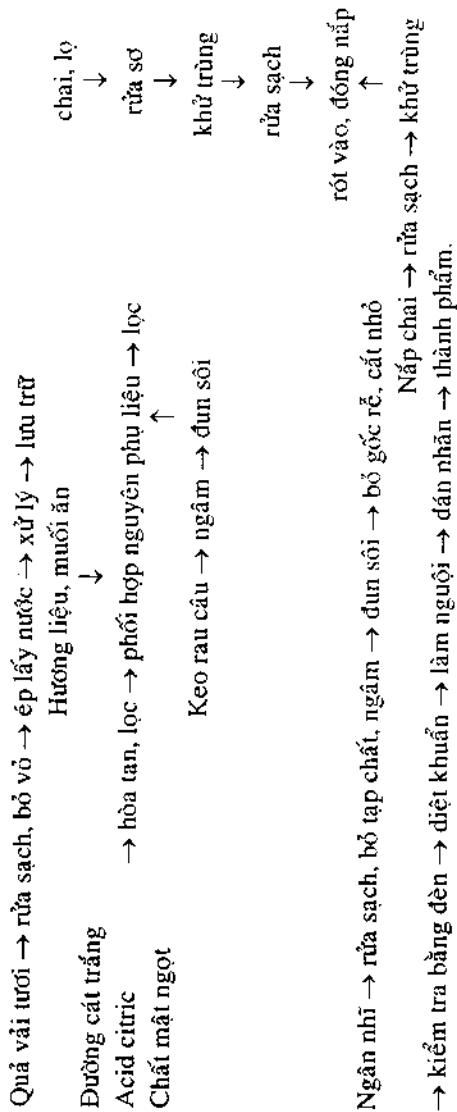 Quả vải tươi → rửa sạch, bỏ vỏ → ép lấy nước → xử lý → lưu trữ
Hương liệu, muối ăn
↓
Đường cát trắng
Acid citric → hòa tan, lọc → phối hợp nguyên phụ liệu → lọc
Chất mật ngọt
↑
Keo rau câu → ngâm → đun sôi
chai, lọ
↓
rửa sơ
↓
khử trùng
↓
rửa sạch
↓
rót vào, đóng nắp
↑
Ngân nhĩ → rửa sạch, bỏ tạp chất, ngâm → đun sôi → bỏ gốc rễ, cắt nhỏ
Nắp chai → rửa sạch → khử trùng
→ kiểm tra bằng đèn → diệt khuẩn → làm nguội → dán nhãn → thành phẩm.